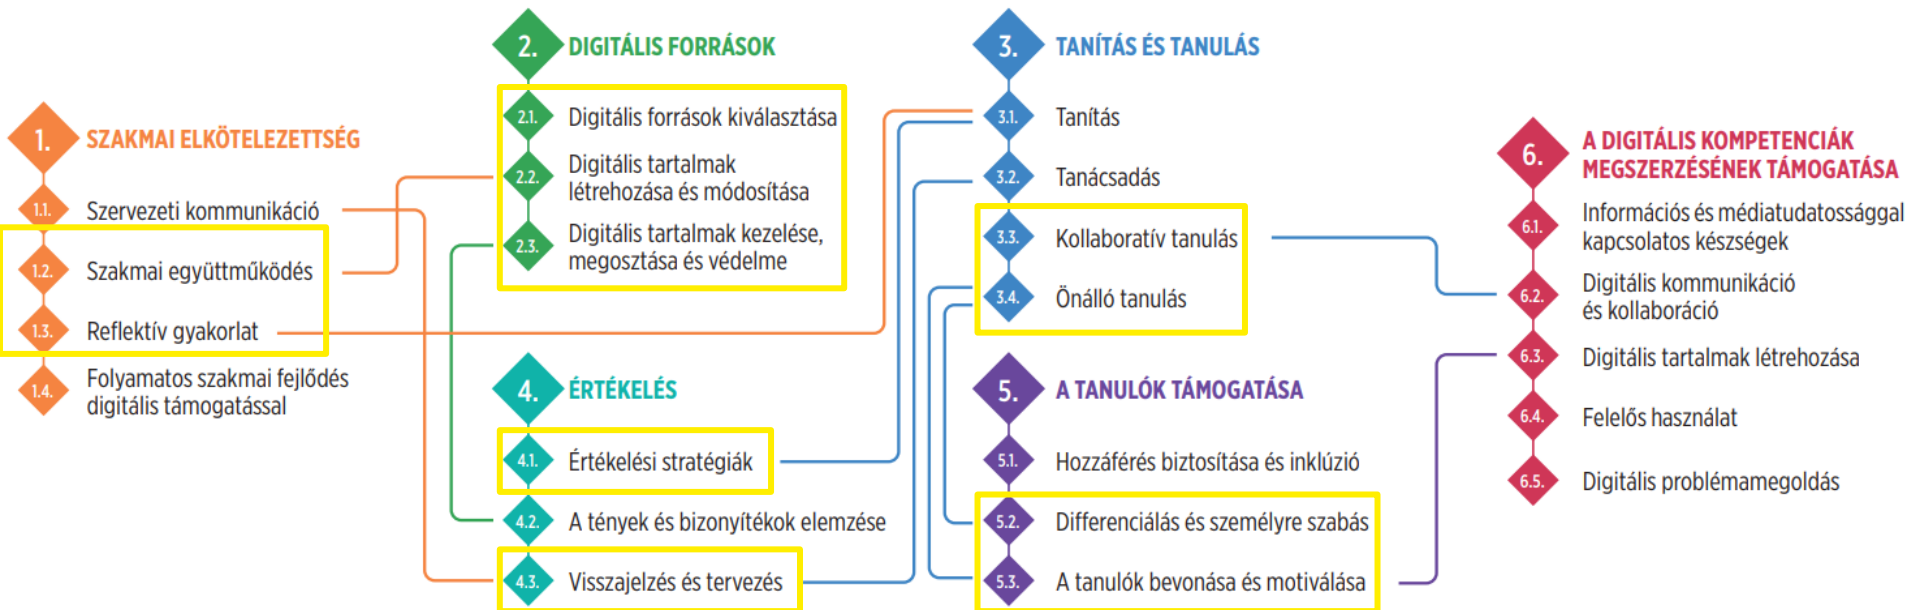 1. SZAKMAI ELKÖTELEZETTSÉG
1.1. Szervezeti kommunikáció
1.2. Szakmai együttműködés
1.3. Reflektív gyakorlat
1.4. Folyamatos szakmai fejlődés
digitális támogatással
2. DIGITÁLIS FORRÁSOK
2.1. Digitális források kiválasztása
2.2. Digitális tartalmak
létrehozása és módosítása
2.3. Digitális tartalmak kezelése,
megosztása és védelme
3. TANÍTÁS ÉS TANULÁS
3.1. Tanítás
3.2. Tanácsadás
3.3. Kollaboratív tanulás
3.4. Önálló tanulás
4. ÉRTÉKELÉS
4.1. Értékelési stratégiák
4.2. A tények és bizonyítékok elemzése
4.3. Visszajelzés és tervezés
5. A TANULÓK TÁMOGATÁSA
5.1. Hozzáférés biztosítása és inklúzió
5.2. Differenciálás és személyre szabás
5.3. A tanulók bevonása és motiválása
6. A DIGITÁLIS KOMPETENCIÁK
MEGSZERZÉSÉNEK TÁMOGATÁSA
6.1. Információs és médiatudatossággal
kapcsolatos készségek
6.2. Digitális kommunikáció
és kollaboráció
6.3. Digitális tartalmak létrehozása
6.4. Felelős használat
6.5. Digitális problémamegoldás